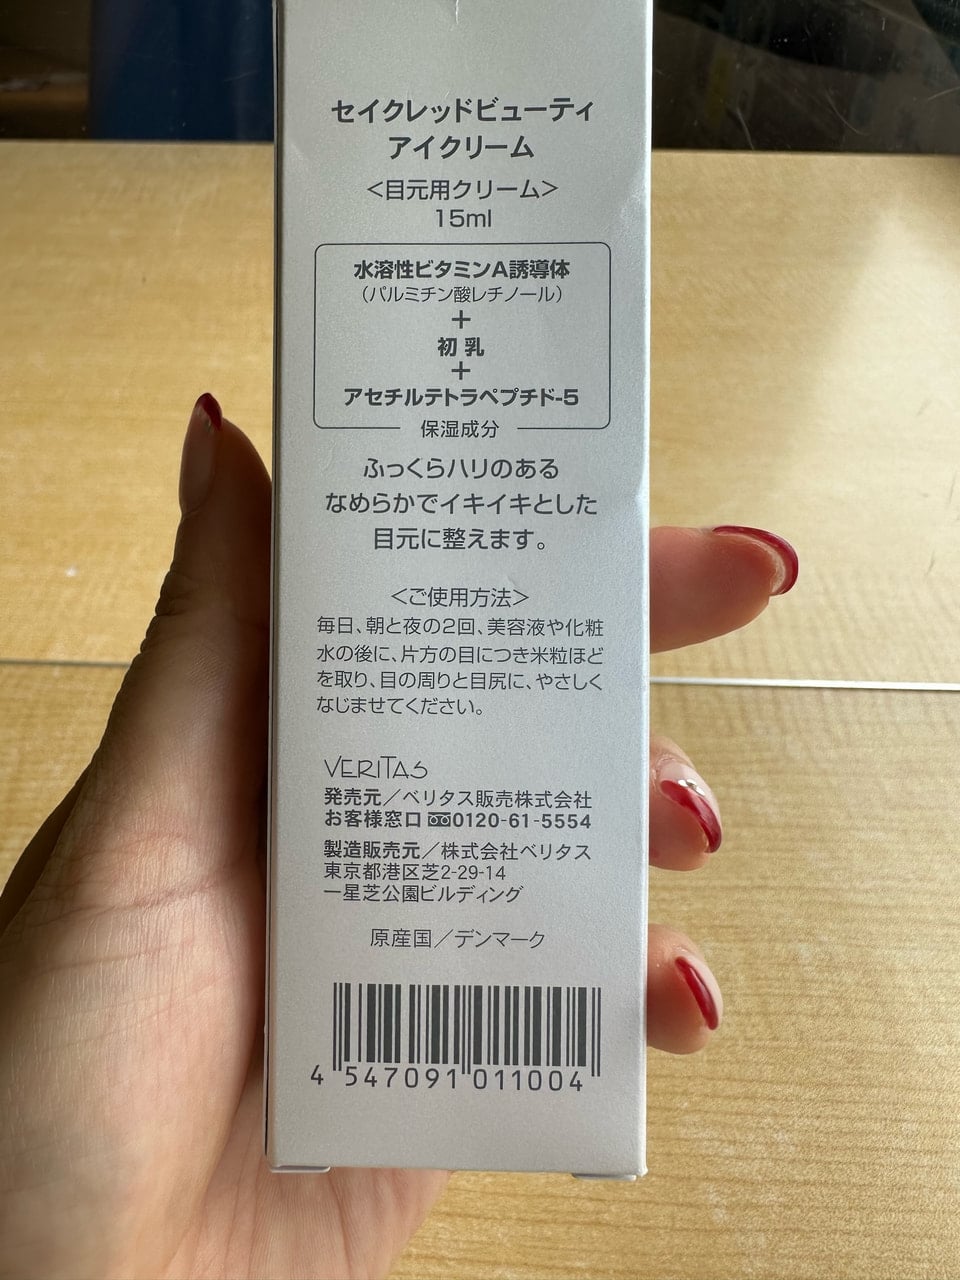 セイクレッドビューティ
アイクリーム
＜目元用クリーム＞
15ml
水溶性ビタミンA誘導体
（パルミチン酸レチノール）
+
初乳
+
アセチルテトラペプチド-5
保湿成分
ふっくらハリのある
なめらかでイキイキとした
目元に整えます。
＜ご使用方法＞
毎日、朝と夜の2回、美容液や化粧
水の後に、片方の目につき米粒ほど
を取り、目の周りと目尻に、やさしく
なじませてください。
VERITAS
発売元／ベリタス販売株式会社
お客様窓口 0120-61-5554
製造販売元／株式会社ベリタス
東京都港区芝2-29-14
一星芝公園ビルディング
原産国／デンマーク
4 547091 011004